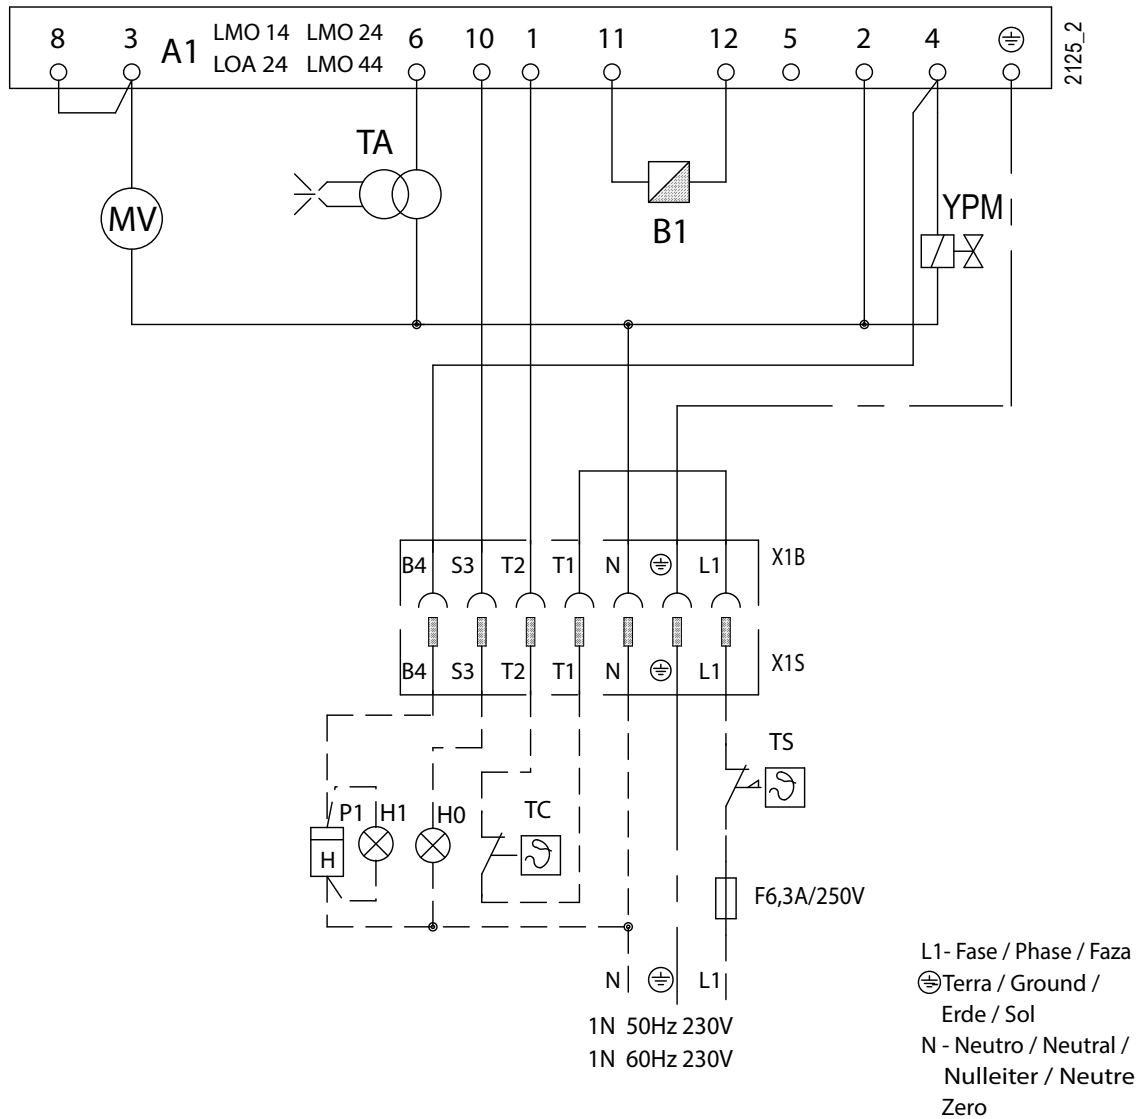 8 3 A1 LMO 14 LMO 24 6 10 1 11 12 5 2 4
LOA 24 LMO 44
2125_2
TA
MV
B1
YPM
B4 S3 T2 T1 N L1 X1B
B4 S3 T2 T1 N L1 X1S
TS
P1 H1 H0 TC
H
F6,3A/250V
N L1
1N 50Hz 230V
1N 60Hz 230V
L1- Fase / Phase / Faza
Terra / Ground /
Erde / Sol
N - Neutro / Neutral /
Nulleiter / Neutre
Zero